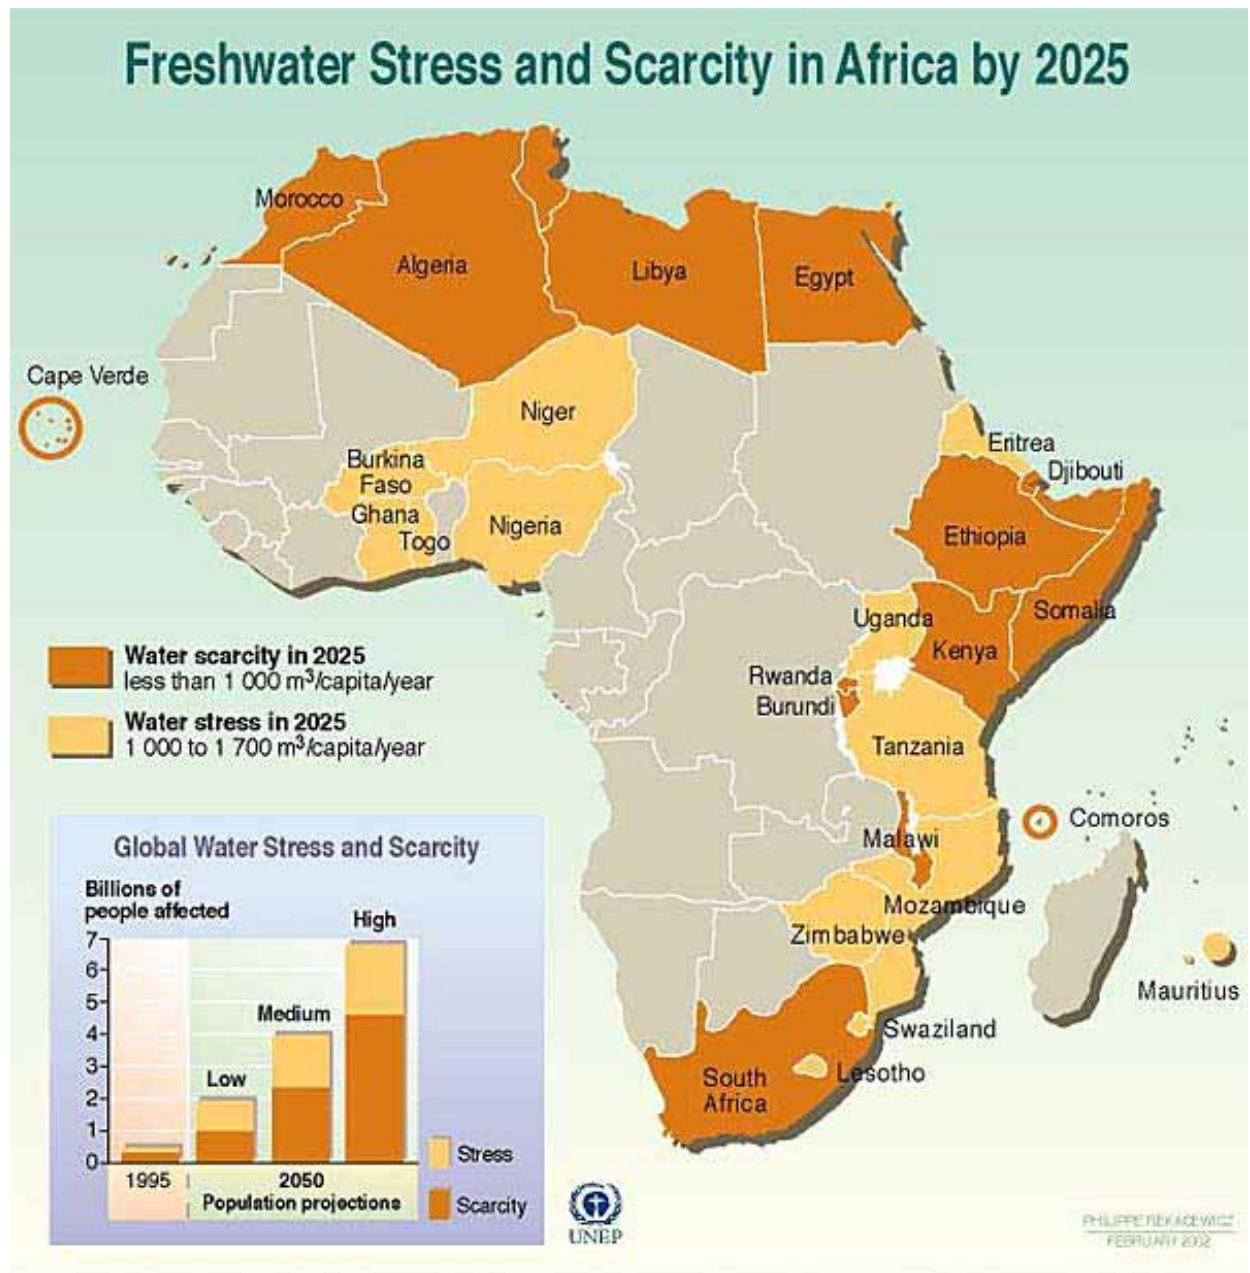 Freshwater Stress and Scarcity in Africa by 2025
Morocco
Algeria
Libya
Egypt
Cape Verde
Niger
Eritrea
Burkina
Faso
Djibouti
Ghana
Togo
Nigeria
Ethiopia
Somalia
Uganda
Kenya
Water scarcity in 2025
less than 1 000 m³/capita/year
Rwanda
Burundi
Water stress in 2025
1 000 to 1 700 m³/capita/year
Tanzania
Comoros
Malawi
Mozambique
Zimbabwe
Mauritius
Swaziland
Lesotho
South
Africa
Global Water Stress and Scarcity
Billions of
people affected
High
7
6
5
Medium
4
3
Low
2
1
0
Stress
1995
2050
Population projections
Scarcity
UNEP
PHILIPPE REKACEWICZ
FEBRUARY 2002